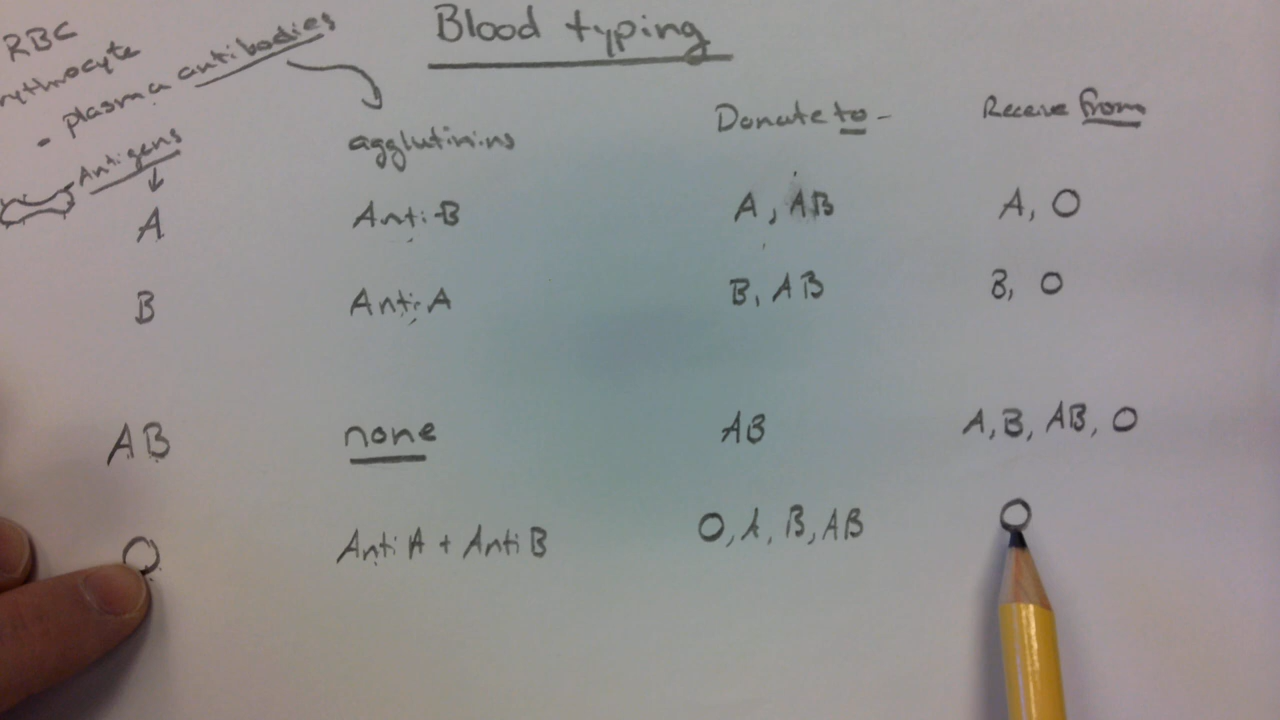 Blood typing
RBC
rythrocyte
- plasma antibodies
Antigens
agglutinins
Donate to -
Receive from
A Anti-B A, AB A, O
B Anti-A B, AB B, O
AB none AB A, B, AB, O
O Anti A + Anti B O, A, B, AB O